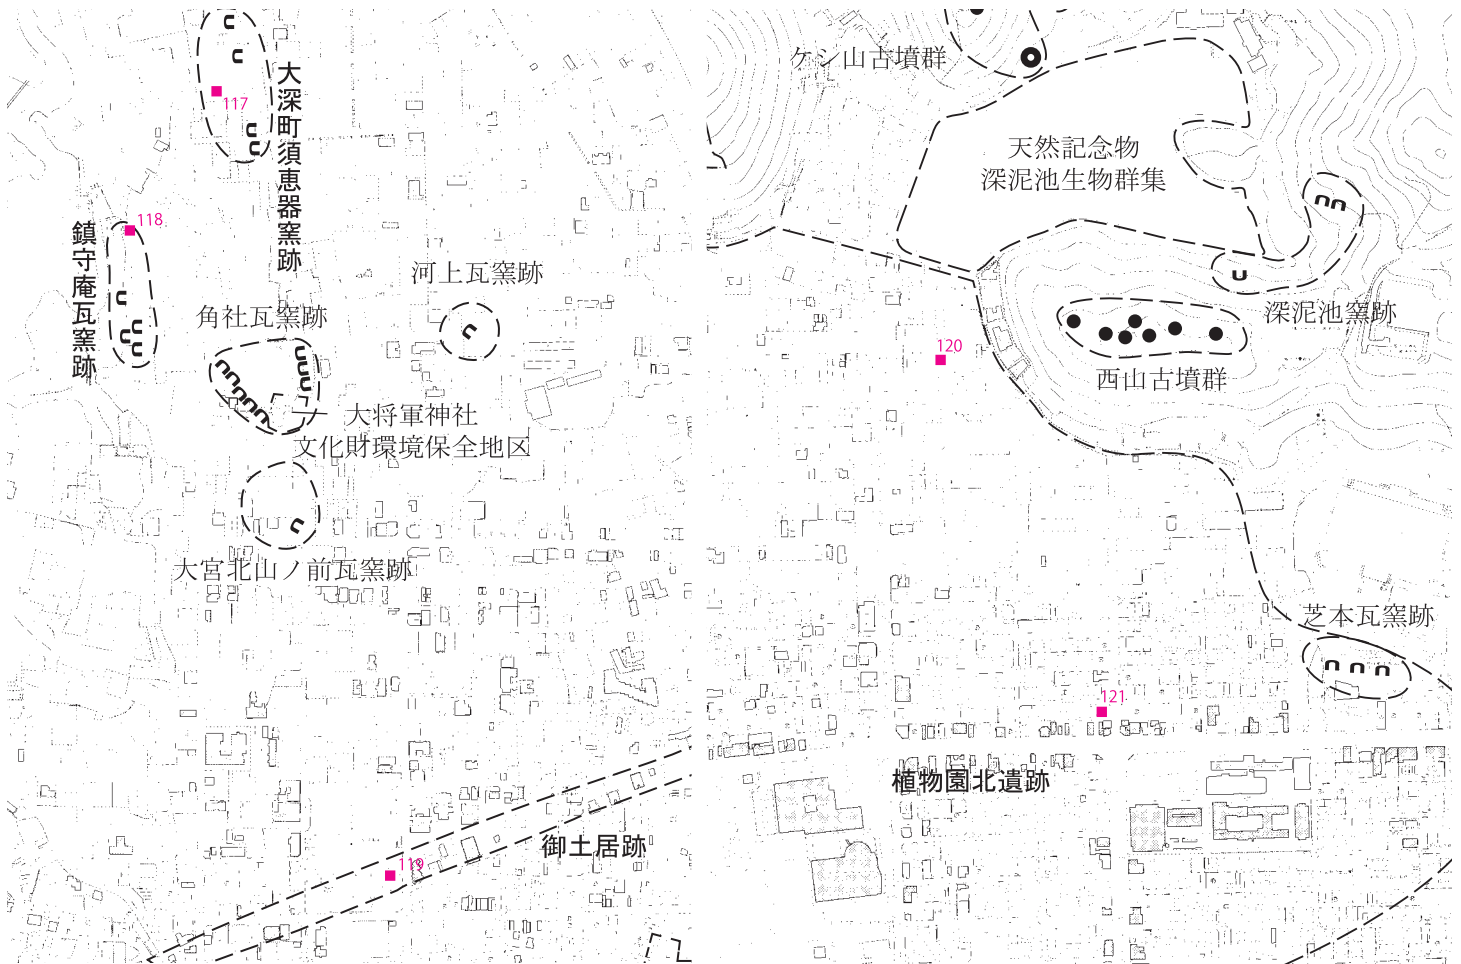 大深町須恵器窯跡
117
118
鎮守庵瓦窯跡
角社瓦窯跡
河上瓦窯跡
大将軍神社
文化財環境保全地区
大宮北山ノ前瓦窯跡
御土居跡
119
ケシ山古墳群
天然記念物
深泥池生物群集
深泥池窯跡
西山古墳群
120
芝本瓦窯跡
121
植物園北遺跡